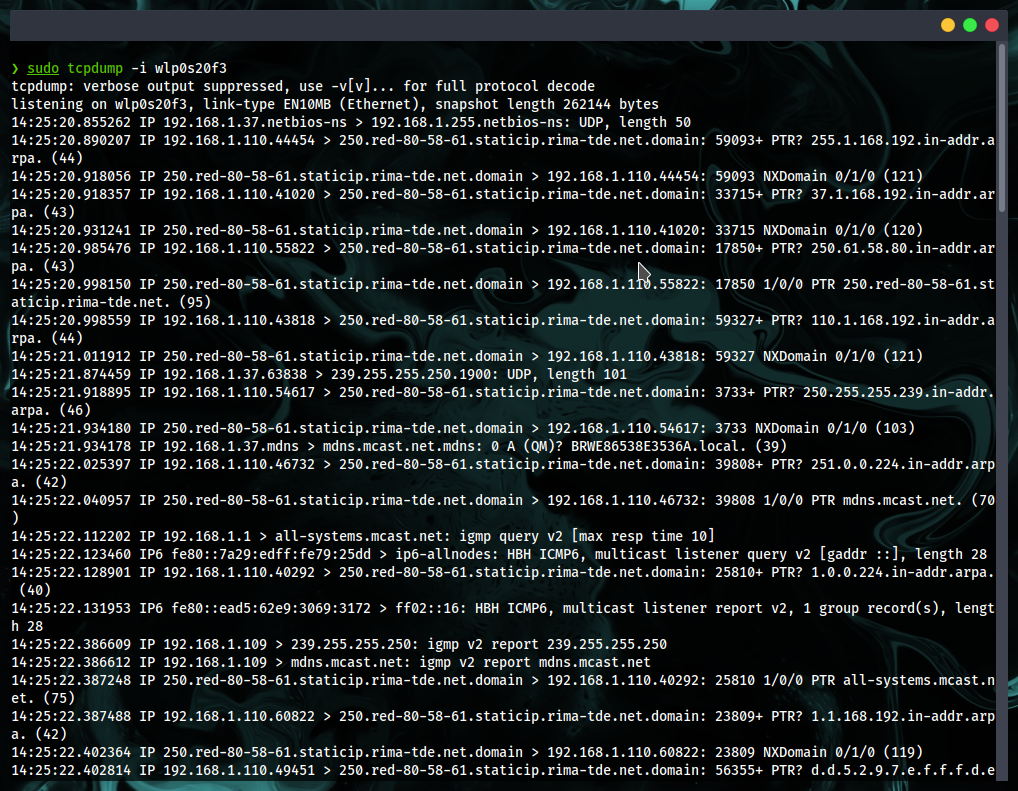 ❯ sudo tcpdump -i wlp0s20f3
tcpdump: verbose output suppressed, use -v[v]... for full protocol decode
listening on wlp0s20f3, link-type EN10MB (Ethernet), snapshot length 262144 bytes
14:25:20.855262 IP 192.168.1.37.netbios-ns > 192.168.1.255.netbios-ns: UDP, length 50
14:25:20.890207 IP 192.168.1.110.44454 > 250.red-80-58-61.staticip.rima-tde.net.domain: 59093+ PTR? 255.1.168.192.in-addr.a
rpa. (44)
14:25:20.918056 IP 250.red-80-58-61.staticip.rima-tde.net.domain > 192.168.1.110.44454: 59093 NXDomain 0/1/0 (121)
14:25:20.918357 IP 192.168.1.110.41020 > 250.red-80-58-61.staticip.rima-tde.net.domain: 33715+ PTR? 37.1.168.192.in-addr.ar
pa. (43)
14:25:20.931241 IP 250.red-80-58-61.staticip.rima-tde.net.domain > 192.168.1.110.41020: 33715 NXDomain 0/1/0 (120)
14:25:20.985476 IP 192.168.1.110.55822 > 250.red-80-58-61.staticip.rima-tde.net.domain: 17850+ PTR? 250.61.58.80.in-addr.ar
pa. (43)
14:25:20.998150 IP 250.red-80-58-61.staticip.rima-tde.net.domain > 192.168.1.110.55822: 17850 1/0/0 PTR 250.red-80-58-61.st
aticip.rima-tde.net. (95)
14:25:20.998559 IP 192.168.1.110.43818 > 250.red-80-58-61.staticip.rima-tde.net.domain: 59327+ PTR? 110.1.168.192.in-addr.a
rpa. (44)
14:25:21.011912 IP 250.red-80-58-61.staticip.rima-tde.net.domain > 192.168.1.110.43818: 59327 NXDomain 0/1/0 (121)
14:25:21.874459 IP 192.168.1.37.63838 > 239.255.255.250.1900: UDP, length 101
14:25:21.918895 IP 192.168.1.110.54617 > 250.red-80-58-61.staticip.rima-tde.net.domain: 3733+ PTR? 250.255.255.239.in-addr.
arpa. (46)
14:25:21.934180 IP 250.red-80-58-61.staticip.rima-tde.net.domain > 192.168.1.110.54617: 3733 NXDomain 0/1/0 (103)
14:25:21.934178 IP 192.168.1.37.mdns > mdns.mcast.net.mdns: 0 A (QM)? BRWE86538E3536A.local. (39)
14:25:22.025397 IP 192.168.1.110.46732 > 250.red-80-58-61.staticip.rima-tde.net.domain: 39808+ PTR? 251.0.0.224.in-addr.arp
a. (42)
14:25:22.040957 IP 250.red-80-58-61.staticip.rima-tde.net.domain > 192.168.1.110.46732: 39808 1/0/0 PTR mdns.mcast.net. (70
)
14:25:22.112202 IP 192.168.1.1 > all-systems.mcast.net: igmp query v2 [max resp time 10]
14:25:22.123460 IP6 fe80::7a29:edff:fe79:25dd > ip6-allnodes: HBH ICMP6, multicast listener query v2 [gaddr ::], length 28
14:25:22.128901 IP 192.168.1.110.40292 > 250.red-80-58-61.staticip.rima-tde.net.domain: 25810+ PTR? 1.0.0.224.in-addr.arpa.
 (40)
14:25:22.131953 IP6 fe80::ead5:62e9:3069:3172 > ff02::16: HBH ICMP6, multicast listener report v2, 1 group record(s), lengt
h 28
14:25:22.386609 IP 192.168.1.109 > 239.255.255.250: igmp v2 report 239.255.255.250
14:25:22.386612 IP 192.168.1.109 > mdns.mcast.net: igmp v2 report mdns.mcast.net
14:25:22.387248 IP 250.red-80-58-61.staticip.rima-tde.net.domain > 192.168.1.110.40292: 25810 1/0/0 PTR all-systems.mcast.n
et. (75)
14:25:22.387488 IP 192.168.1.110.60822 > 250.red-80-58-61.staticip.rima-tde.net.domain: 23809+ PTR? 1.1.168.192.in-addr.arp
a. (42)
14:25:22.402364 IP 250.red-80-58-61.staticip.rima-tde.net.domain > 192.168.1.110.60822: 23809 NXDomain 0/1/0 (119)
14:25:22.402814 IP 192.168.1.110.49451 > 250.red-80-58-61.staticip.rima-tde.net.domain: 56355+ PTR? d.d.5.2.9.7.e.f.f.f.d.e